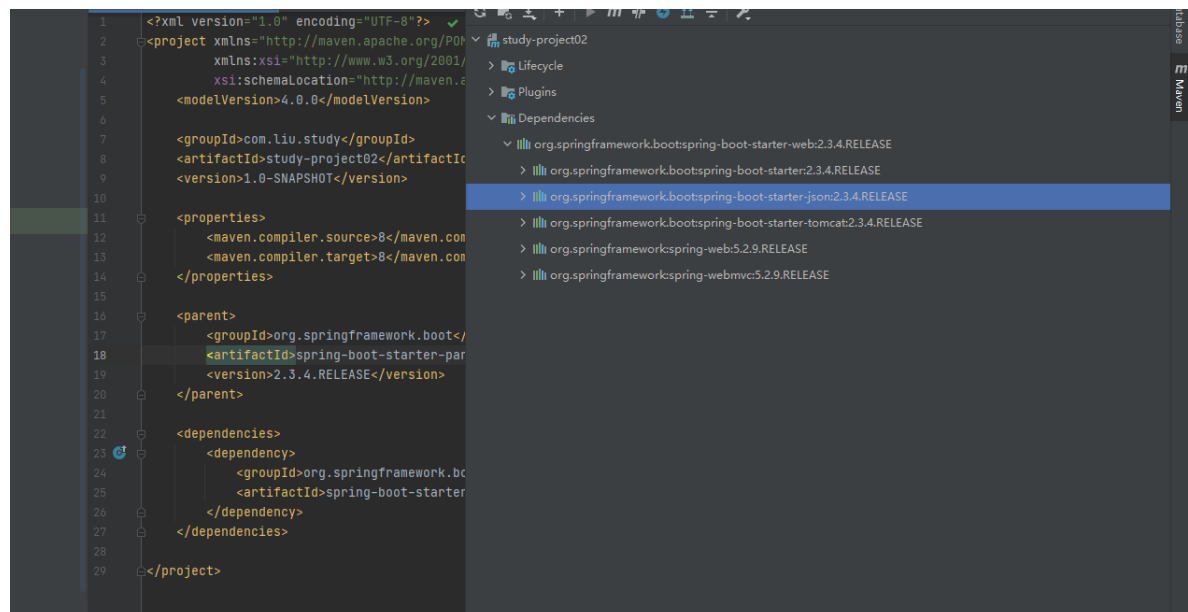 1 <?xml version="1.0" encoding="UTF-8"?>
2 <project xmlns="http://maven.apache.org/POM
3 xmlns:xsi="http://www.w3.org/2001/
4 xsi:schemaLocation="http://maven.a
5 <modelVersion>4.0.0</modelVersion>
6
7 <groupId>com.liu.study</groupId>
8 <artifactId>study-project02</artifactId
9 <version>1.0-SNAPSHOT</version>
10
11 <properties>
12 <maven.compiler.source>8</maven.com
13 <maven.compiler.target>8</maven.com
14 </properties>
15
16 <parent>
17 <groupId>org.springframework.boot</
18 <artifactId>spring-boot-starter-par
19 <version>2.3.4.RELEASE</version>
20 </parent>
21
22 <dependencies>
23 <dependency>
24 <groupId>org.springframework.bo
25 <artifactId>spring-boot-starter
26 </dependency>
27 </dependencies>
28
29 </project>
study-project02
Lifecycle
Plugins
Dependencies
org.springframework.boot:spring-boot-starter-web:2.3.4.RELEASE
org.springframework.boot:spring-boot-starter:2.3.4.RELEASE
org.springframework.boot:spring-boot-starter-json:2.3.4.RELEASE
org.springframework.boot:spring-boot-starter-tomcat:2.3.4.RELEASE
org.springframework:spring-web:5.2.9.RELEASE
org.springframework:spring-webmvc:5.2.9.RELEASE
tabase
m Maven